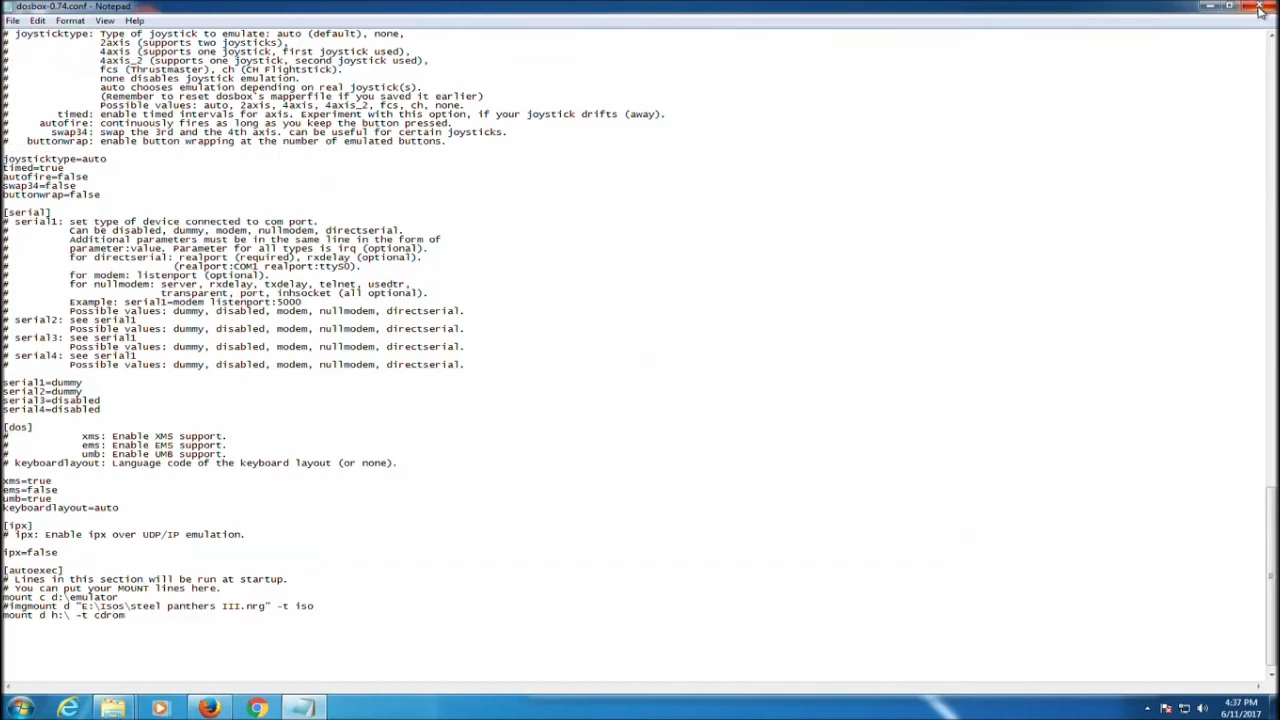 dosbox-0.74.conf - Notepad
File Edit Format View Help
# joysticktype: Type of joystick to emulate: auto (default), none,
# 2axis (supports two joysticks),
# 4axis (supports one joystick, first joystick used),
# 4axis_2 (supports one joystick, second joystick used),
# fcs (Thrustmaster), ch (CH Flightstick).
# none disables joystick emulation.
# auto chooses emulation depending on real joystick(s).
# (Remember to reset dosbox's mapperfile if you saved it earlier)
# Possible values: auto, 2axis, 4axis, 4axis_2, fcs, ch, none.
# timed: enable timed intervals for axis. Experiment with this option, if your joystick drifts (away).
# autofire: continuously fires as long as you keep the button pressed.
# swap34: swap the 3rd and the 4th axis. can be useful for certain joysticks.
# buttonwrap: enable button wrapping at the number of emulated buttons.
joysticktype=auto
timed=true
autofire=false
swap34=false
buttonwrap=false
[serial]
# serial1: set type of device connected to com port.
# Can be disabled, dummy, modem, nullmodem, directserial.
# Additional parameters must be in the same line in the form of
# parameter:value. Parameter for all types is irq (optional).
# for directserial: realport (required), rxdelay (optional).
# (realport:COM1 realport:ttyS0).
# for modem: listenport (optional).
# for nullmodem: server, rxdelay, txdelay, telnet, usedtr,
# transparent, port, inhsocket (all optional).
# Example: serial1=modem listenport:5000
# Possible values: dummy, disabled, modem, nullmodem, directserial.
# serial2: see serial1
# Possible values: dummy, disabled, modem, nullmodem, directserial.
# serial3: see serial1
# Possible values: dummy, disabled, modem, nullmodem, directserial.
# serial4: see serial1
# Possible values: dummy, disabled, modem, nullmodem, directserial.
serial1=dummy
serial2=dummy
serial3=disabled
serial4=disabled
[dos]
# xms: Enable XMS support.
# ems: Enable EMS support.
# umb: Enable UMB support.
# keyboardlayout: Language code of the keyboard layout (or none).
xms=true
ems=false
umb=true
keyboardlayout=auto
[ipx]
# ipx: Enable ipx over UDP/IP emulation.
ipx=false
[autoexec]
# Lines in this section will be run at startup.
# You can put your MOUNT lines here.
mount c d:\emulator
#imgmount d "E:\Isos\steel panthers III.nrg" -t iso
mount d h:\ -t cdrom
4:37 PM
6/11/2017